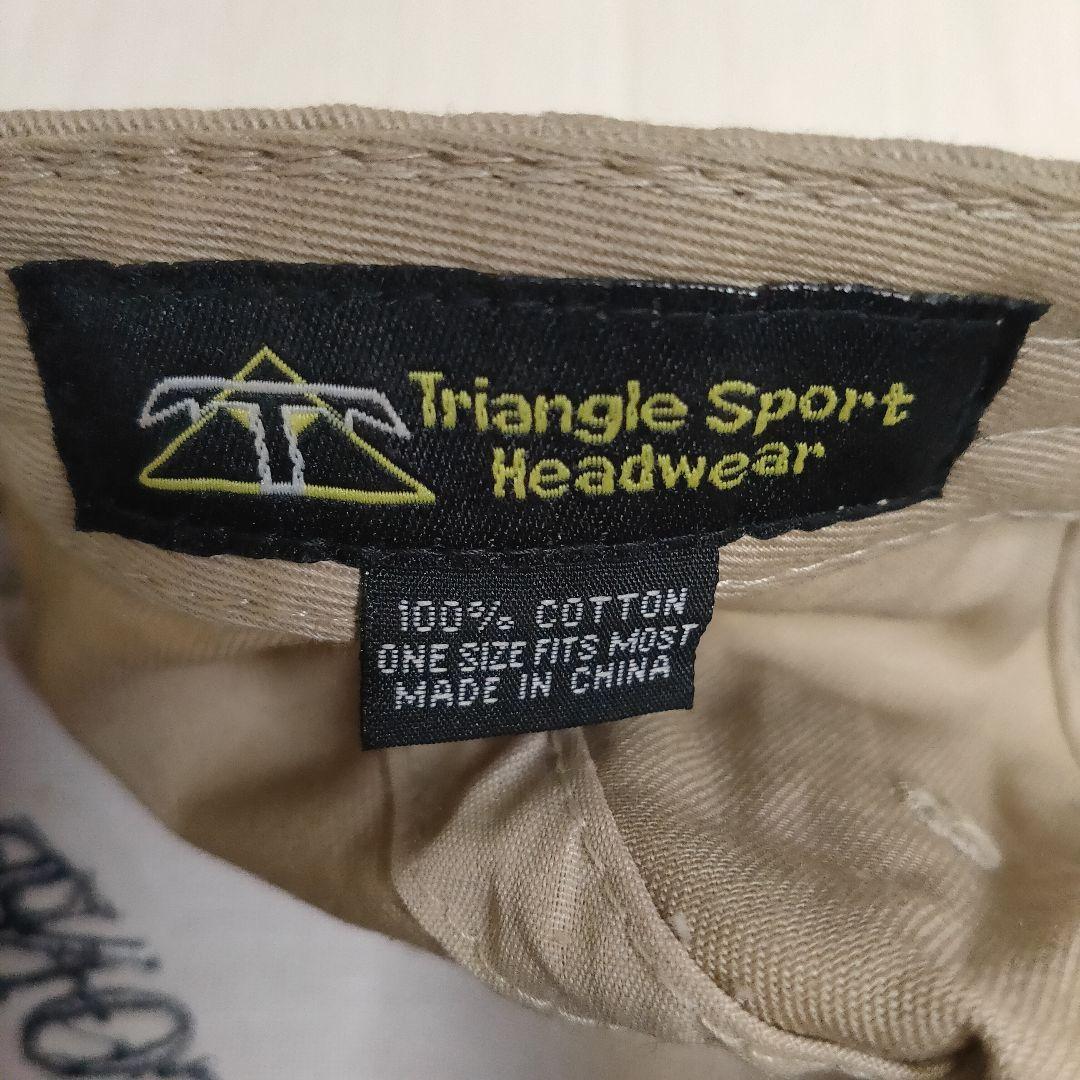 Triangle Sport
Headwear
100% COTTON
ONE SIZE FITS MOST
MADE IN CHINA